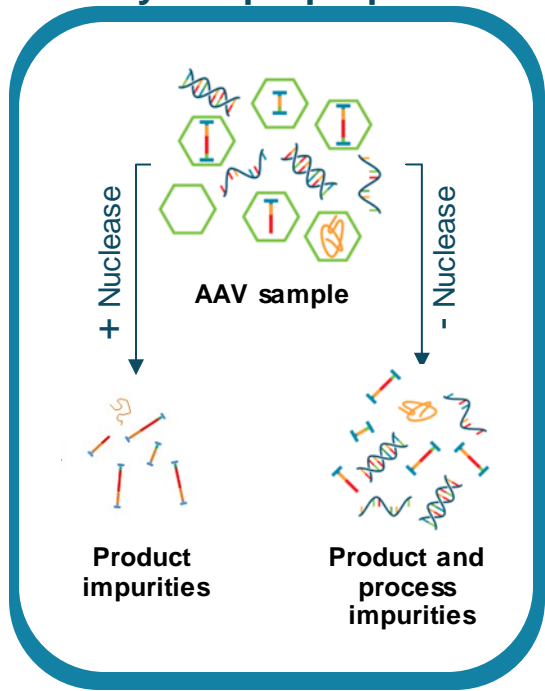 AAV sample
+ Nuclease
- Nuclease
Product
impurities
Product and
process
impurities